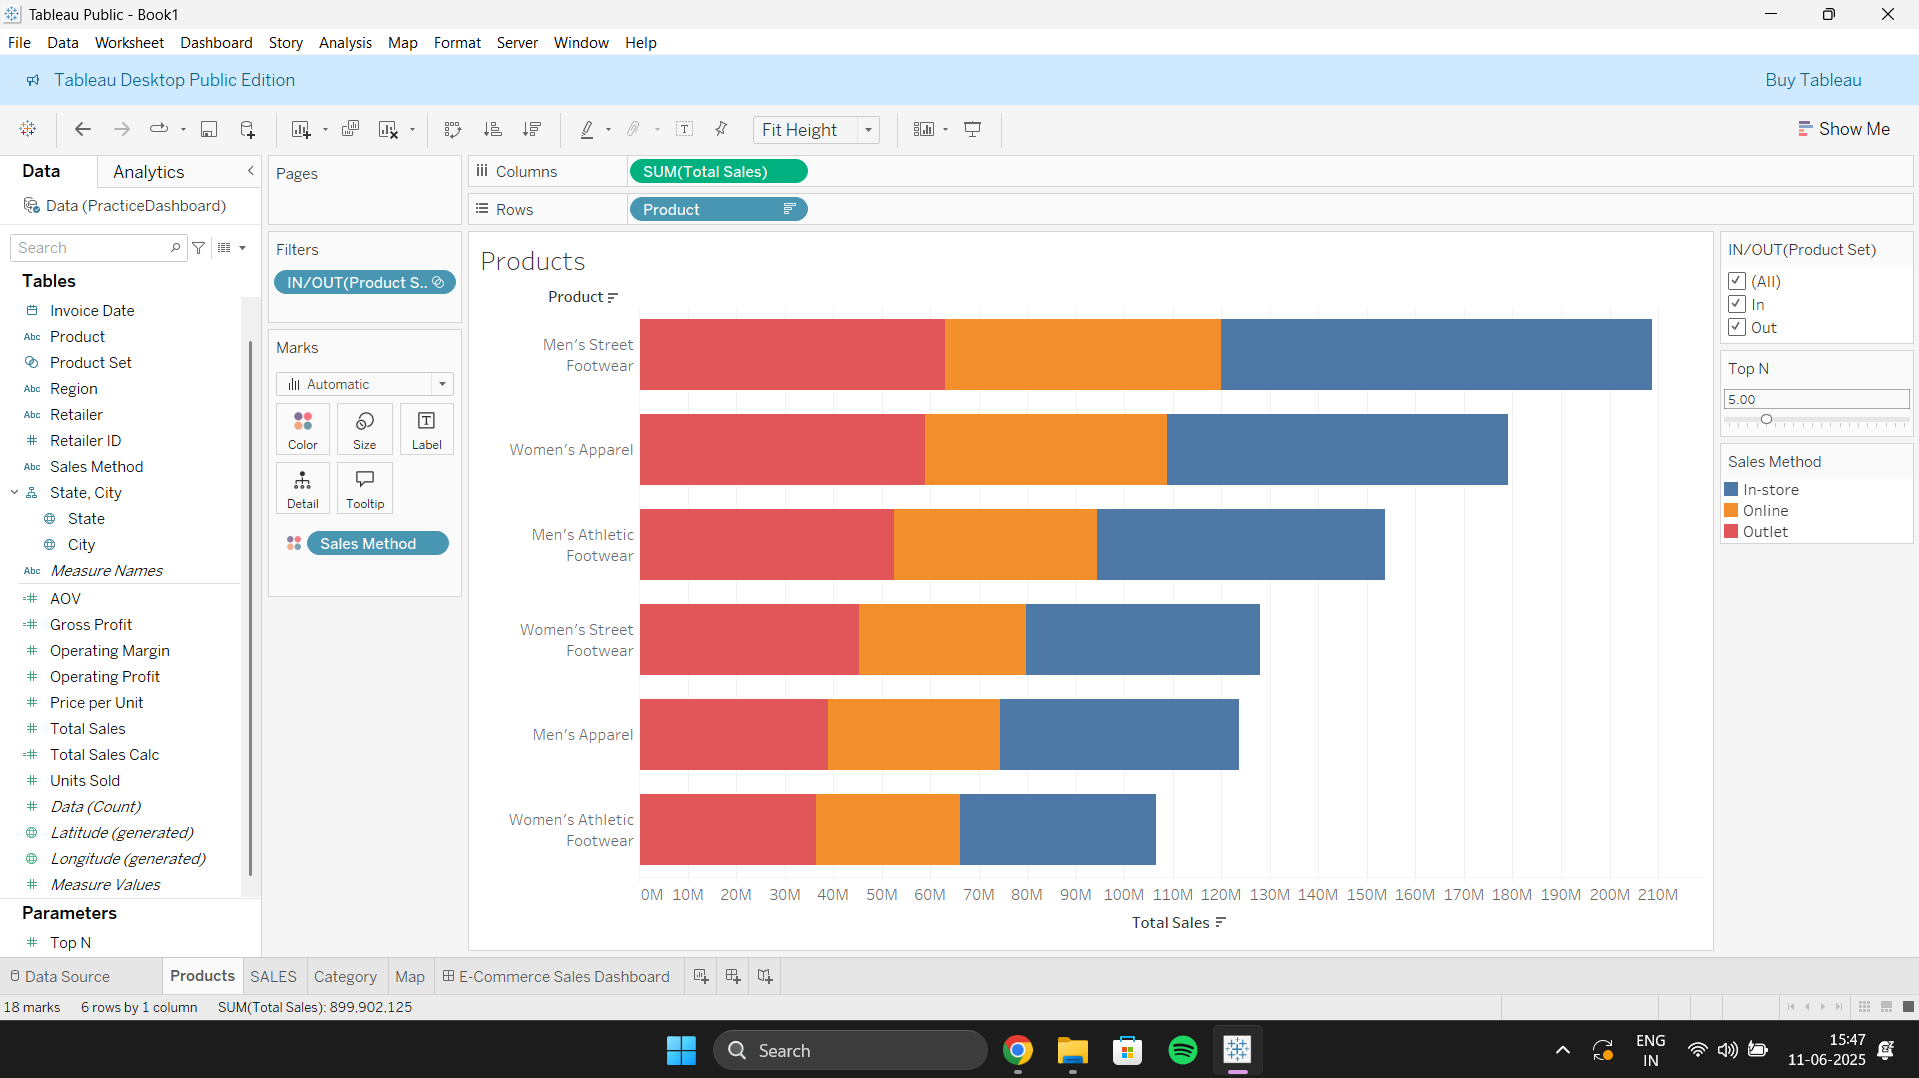 Tableau Public - Book1
File Data Worksheet Dashboard Story Analysis Map Format Server Window Help
Tableau Desktop Public Edition
Buy Tableau
Fit Height
Show Me
Data
Analytics
Data (PracticeDashboard)
Search
Tables
Invoice Date
Abc Product
Product Set
Abc Region
Abc Retailer
# Retailer ID
Abc Sales Method
State, City
State
City
Abc Measure Names
=# AOV
=# Gross Profit
# Operating Margin
# Operating Profit
# Price per Unit
# Total Sales
=# Total Sales Calc
# Units Sold
# Data (Count)
Latitude (generated)
Longitude (generated)
# Measure Values
Parameters
# Top N
Pages
Filters
IN/OUT(Product S..
Marks
Automatic
Color
Size
Label
Detail
Tooltip
Sales Method
Columns
SUM(Total Sales)
Rows
Product
Products
Product
Men's Street
Footwear
Women's Apparel
Men's Athletic
Footwear
Women's Street
Footwear
Men's Apparel
Women's Athletic
Footwear
0M 10M 20M 30M 40M 50M 60M 70M 80M 90M 100M 110M 120M 130M 140M 150M 160M 170M 180M 190M 200M 210M
Total Sales
IN/OUT(Product Set)
(All)
In
Out
Top N
5.00
Sales Method
In-store
Online
Outlet
Data Source
Products
SALES
Category
Map
E-Commerce Sales Dashboard
18 marks 6 rows by 1 column SUM(Total Sales): 899,902,125
Search
ENG
IN
15:47
11-06-2025